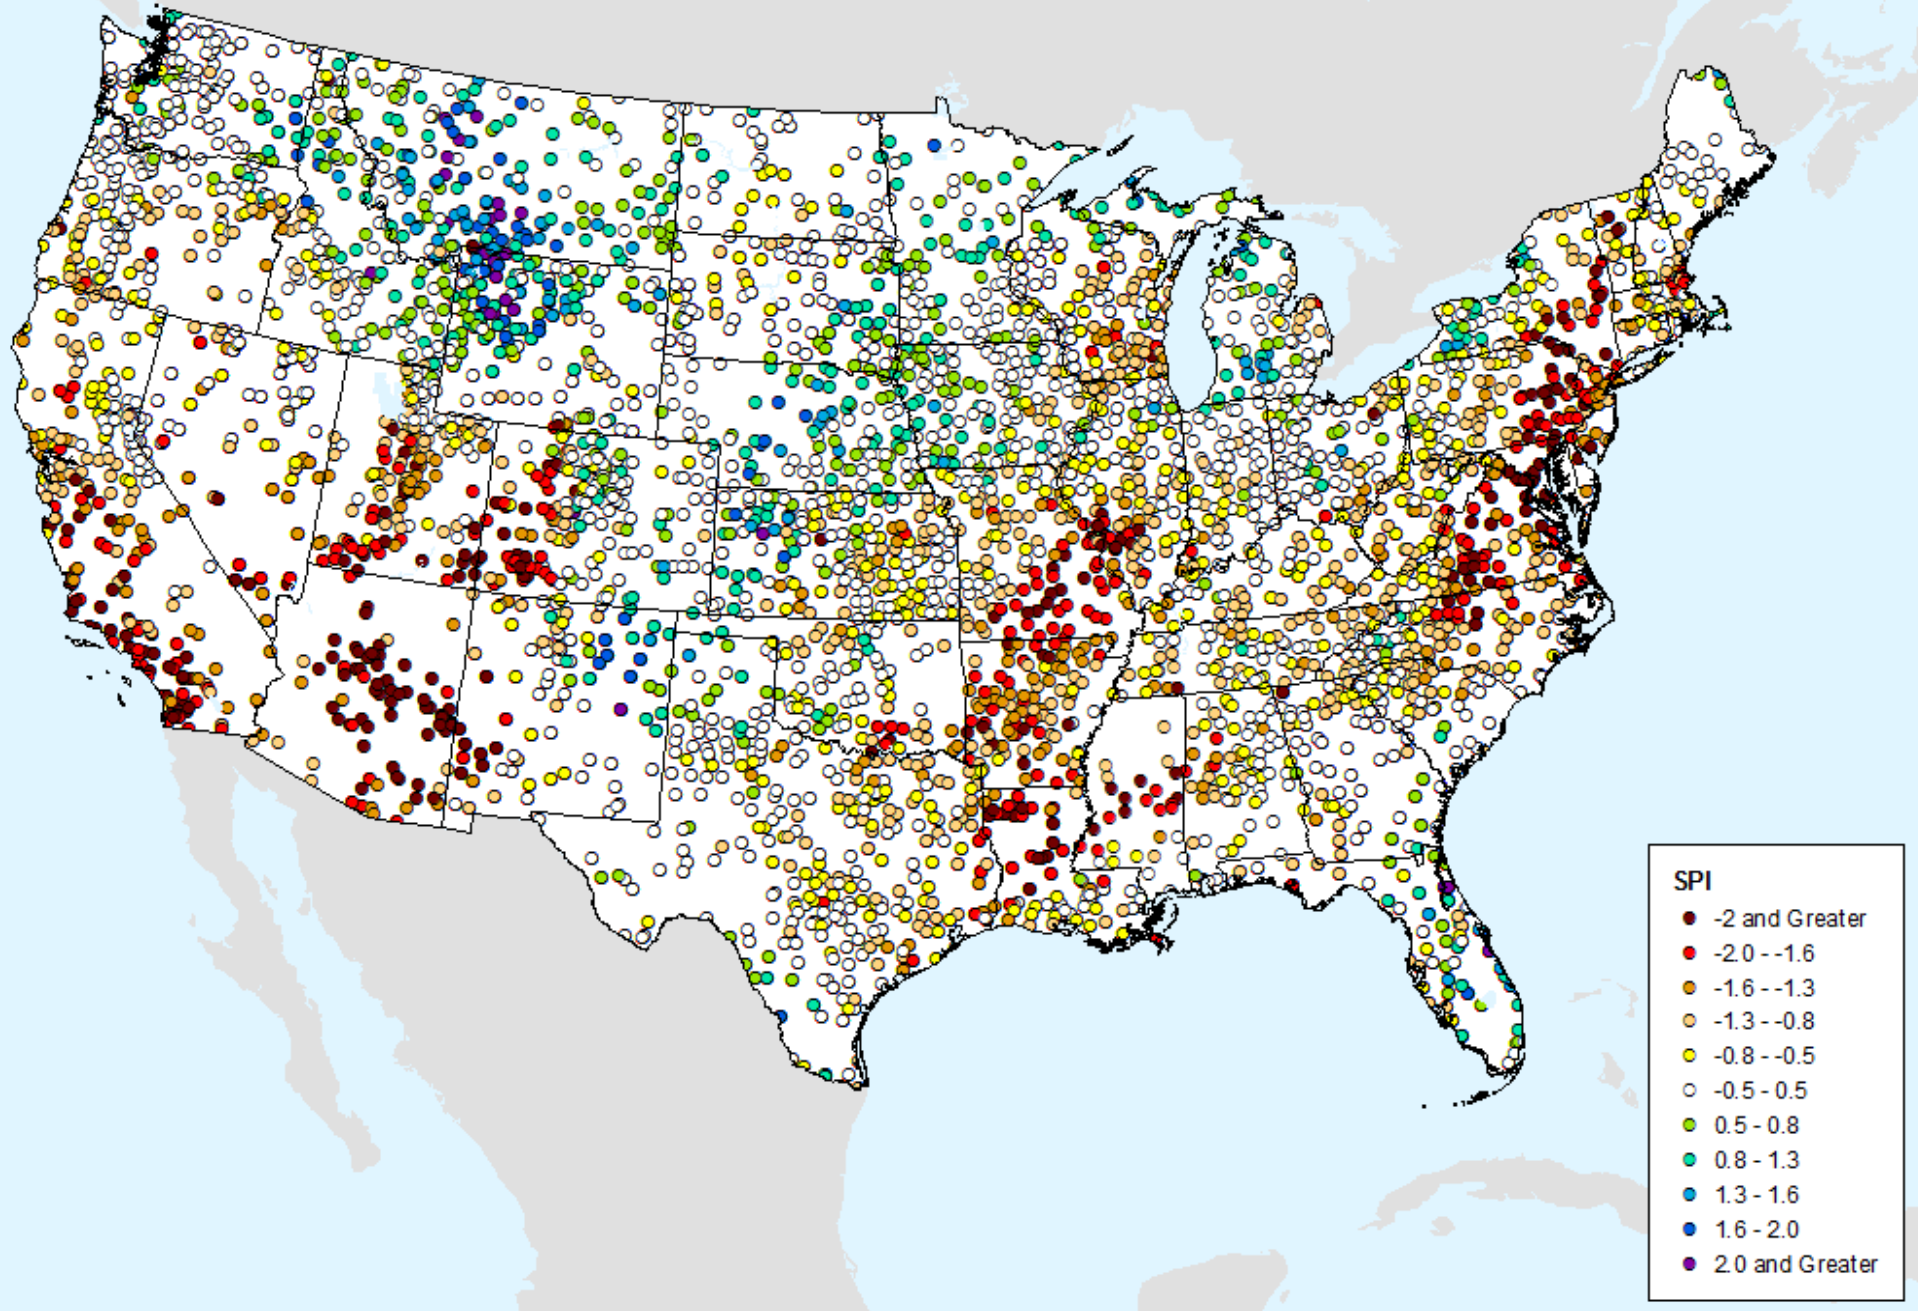 SPI
-2 and Greater
-2.0 - -1.6
-1.6 - -1.3
-1.3 - -0.8
-0.8 - -0.5
-0.5 - 0.5
0.5 - 0.8
0.8 - 1.3
1.3 - 1.6
1.6 - 2.0
2.0 and Greater